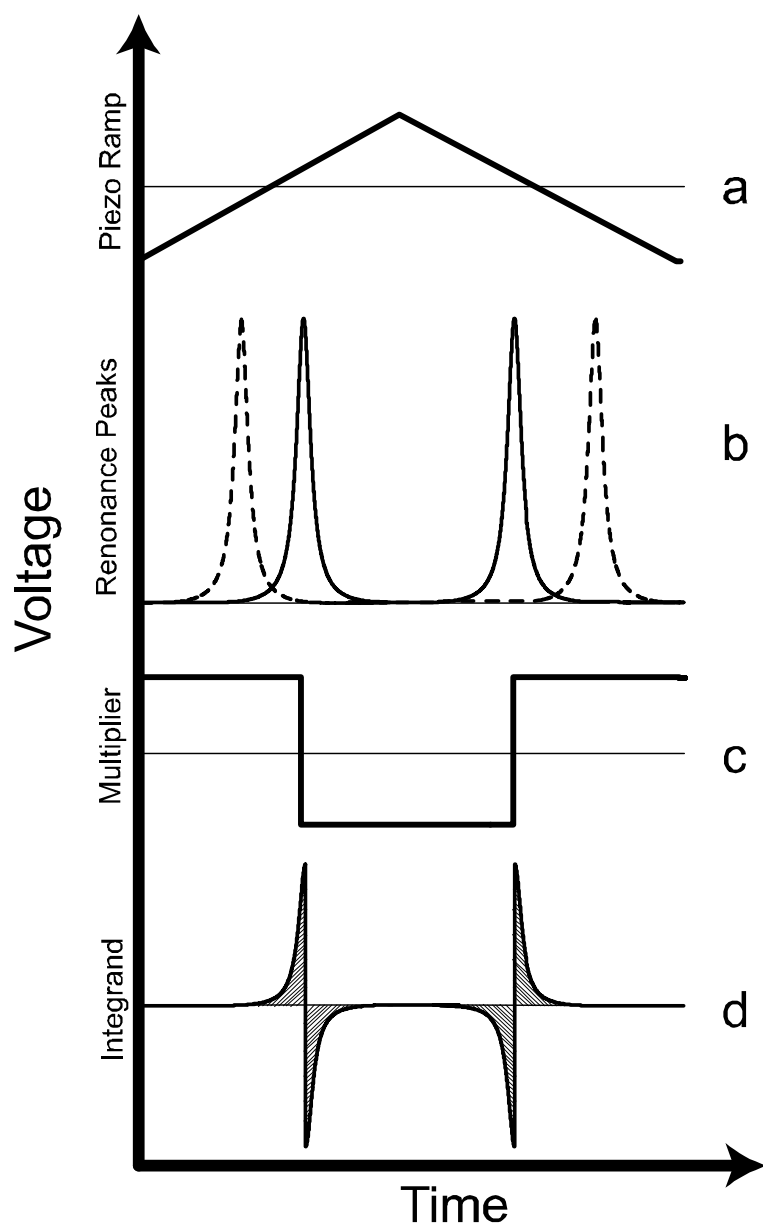 Piezo Ramp
a
Renonance Peaks
b
Voltage
Multiplier
c
Integrand
d
Time